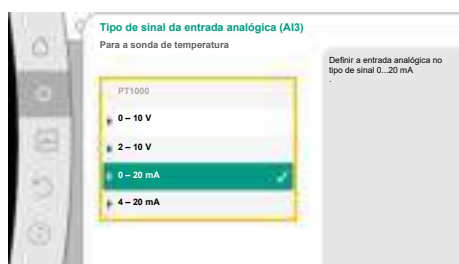 Tipo de sinal da entrada analógica (AI3)
Para a sonda de temperatura
Definir a entrada analógica no
tipo de sinal 0...20 mA
.
PT1000
0 – 10 V
2 – 10 V
0 – 20 mA
4 – 20 mA